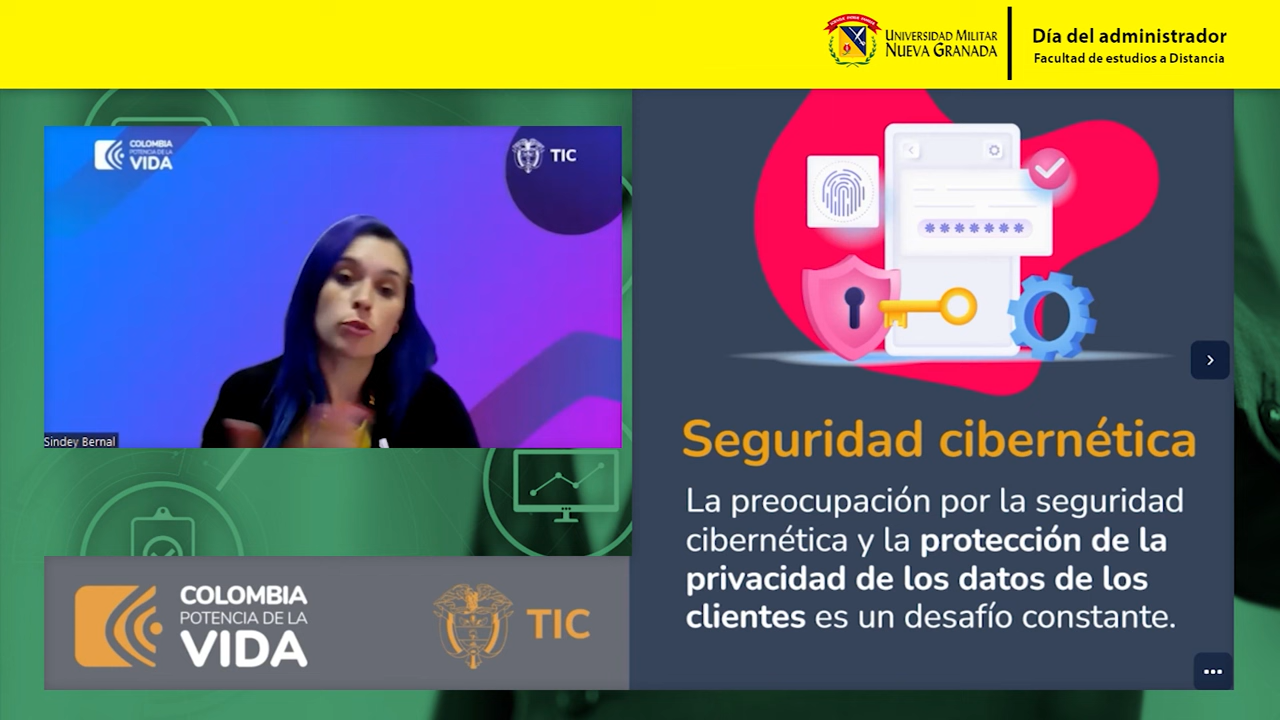 UNIVERSIDAD MILITAR
NUEVA GRANADA
Día del administrador
Facultad de estudios a Distancia
COLOMBIA
POTENCIA DE LA
VIDA
TIC
Sindey Bernal
*******
Seguridad cibernética
La preocupación por la seguridad
cibernética y la protección de la
privacidad de los datos de los
clientes es un desafío constante.
COLOMBIA
POTENCIA DE LA
VIDA
TIC